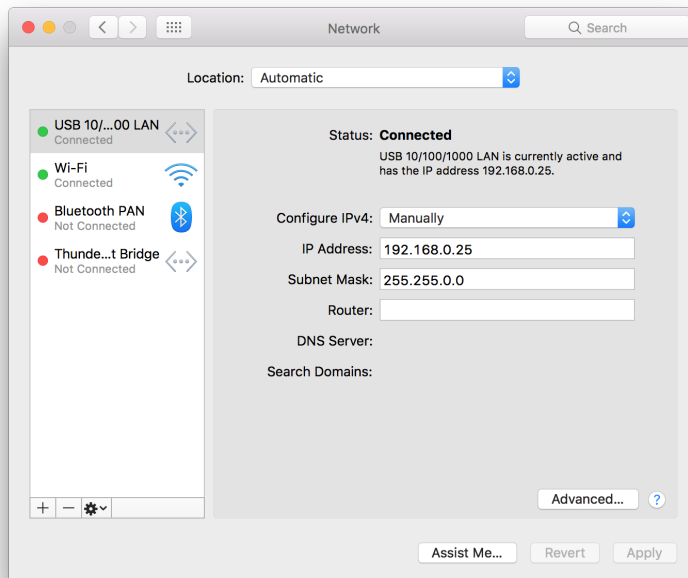 Network
Search
Location: Automatic
USB 10/...00 LAN
Connected
Wi-Fi
Connected
Bluetooth PAN
Not Connected
Thunde...t Bridge
Not Connected
Status: Connected
USB 10/100/1000 LAN is currently active and
has the IP address 192.168.0.25.
Configure IPv4: Manually
IP Address: 192.168.0.25
Subnet Mask: 255.255.0.0
Router:
DNS Server:
Search Domains:
Advanced... ?
Assist Me... Revert Apply